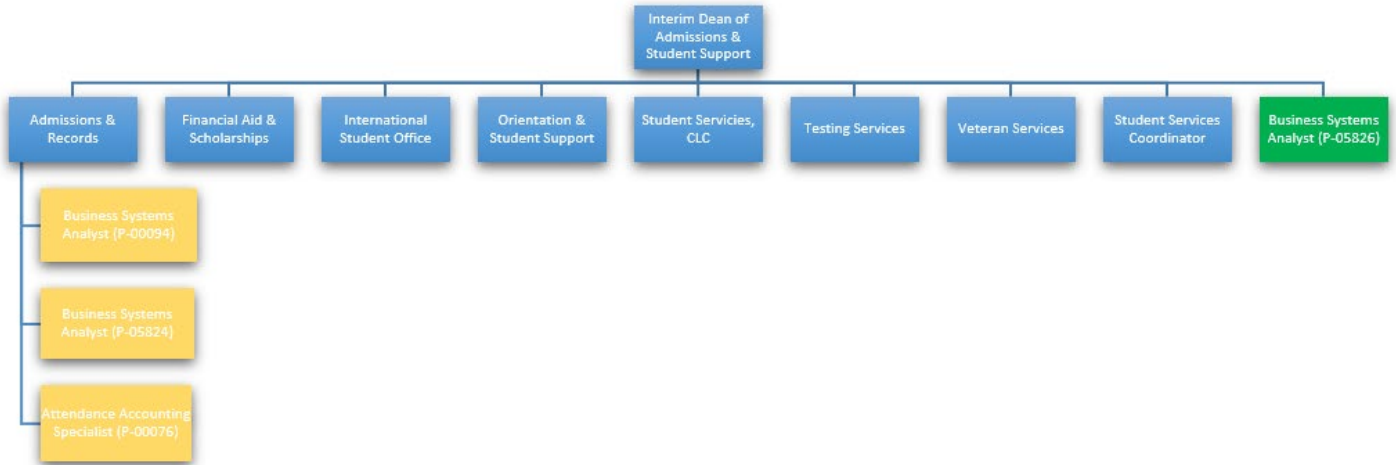 Interim Dean of
Admissions &
Student Support
Admissions &
Records
Financial Aid &
Scholarships
International
Student Office
Orientation &
Student Support
Student Servicies,
CLC
Testing Services
Veteran Services
Student Services
Coordinator
Business Systems
Analyst (P-05826)
Business Systems
Analyst (P-00094)
Business Systems
Analyst (P-05824)
Attendance Accounting
Specialist (P-00076)